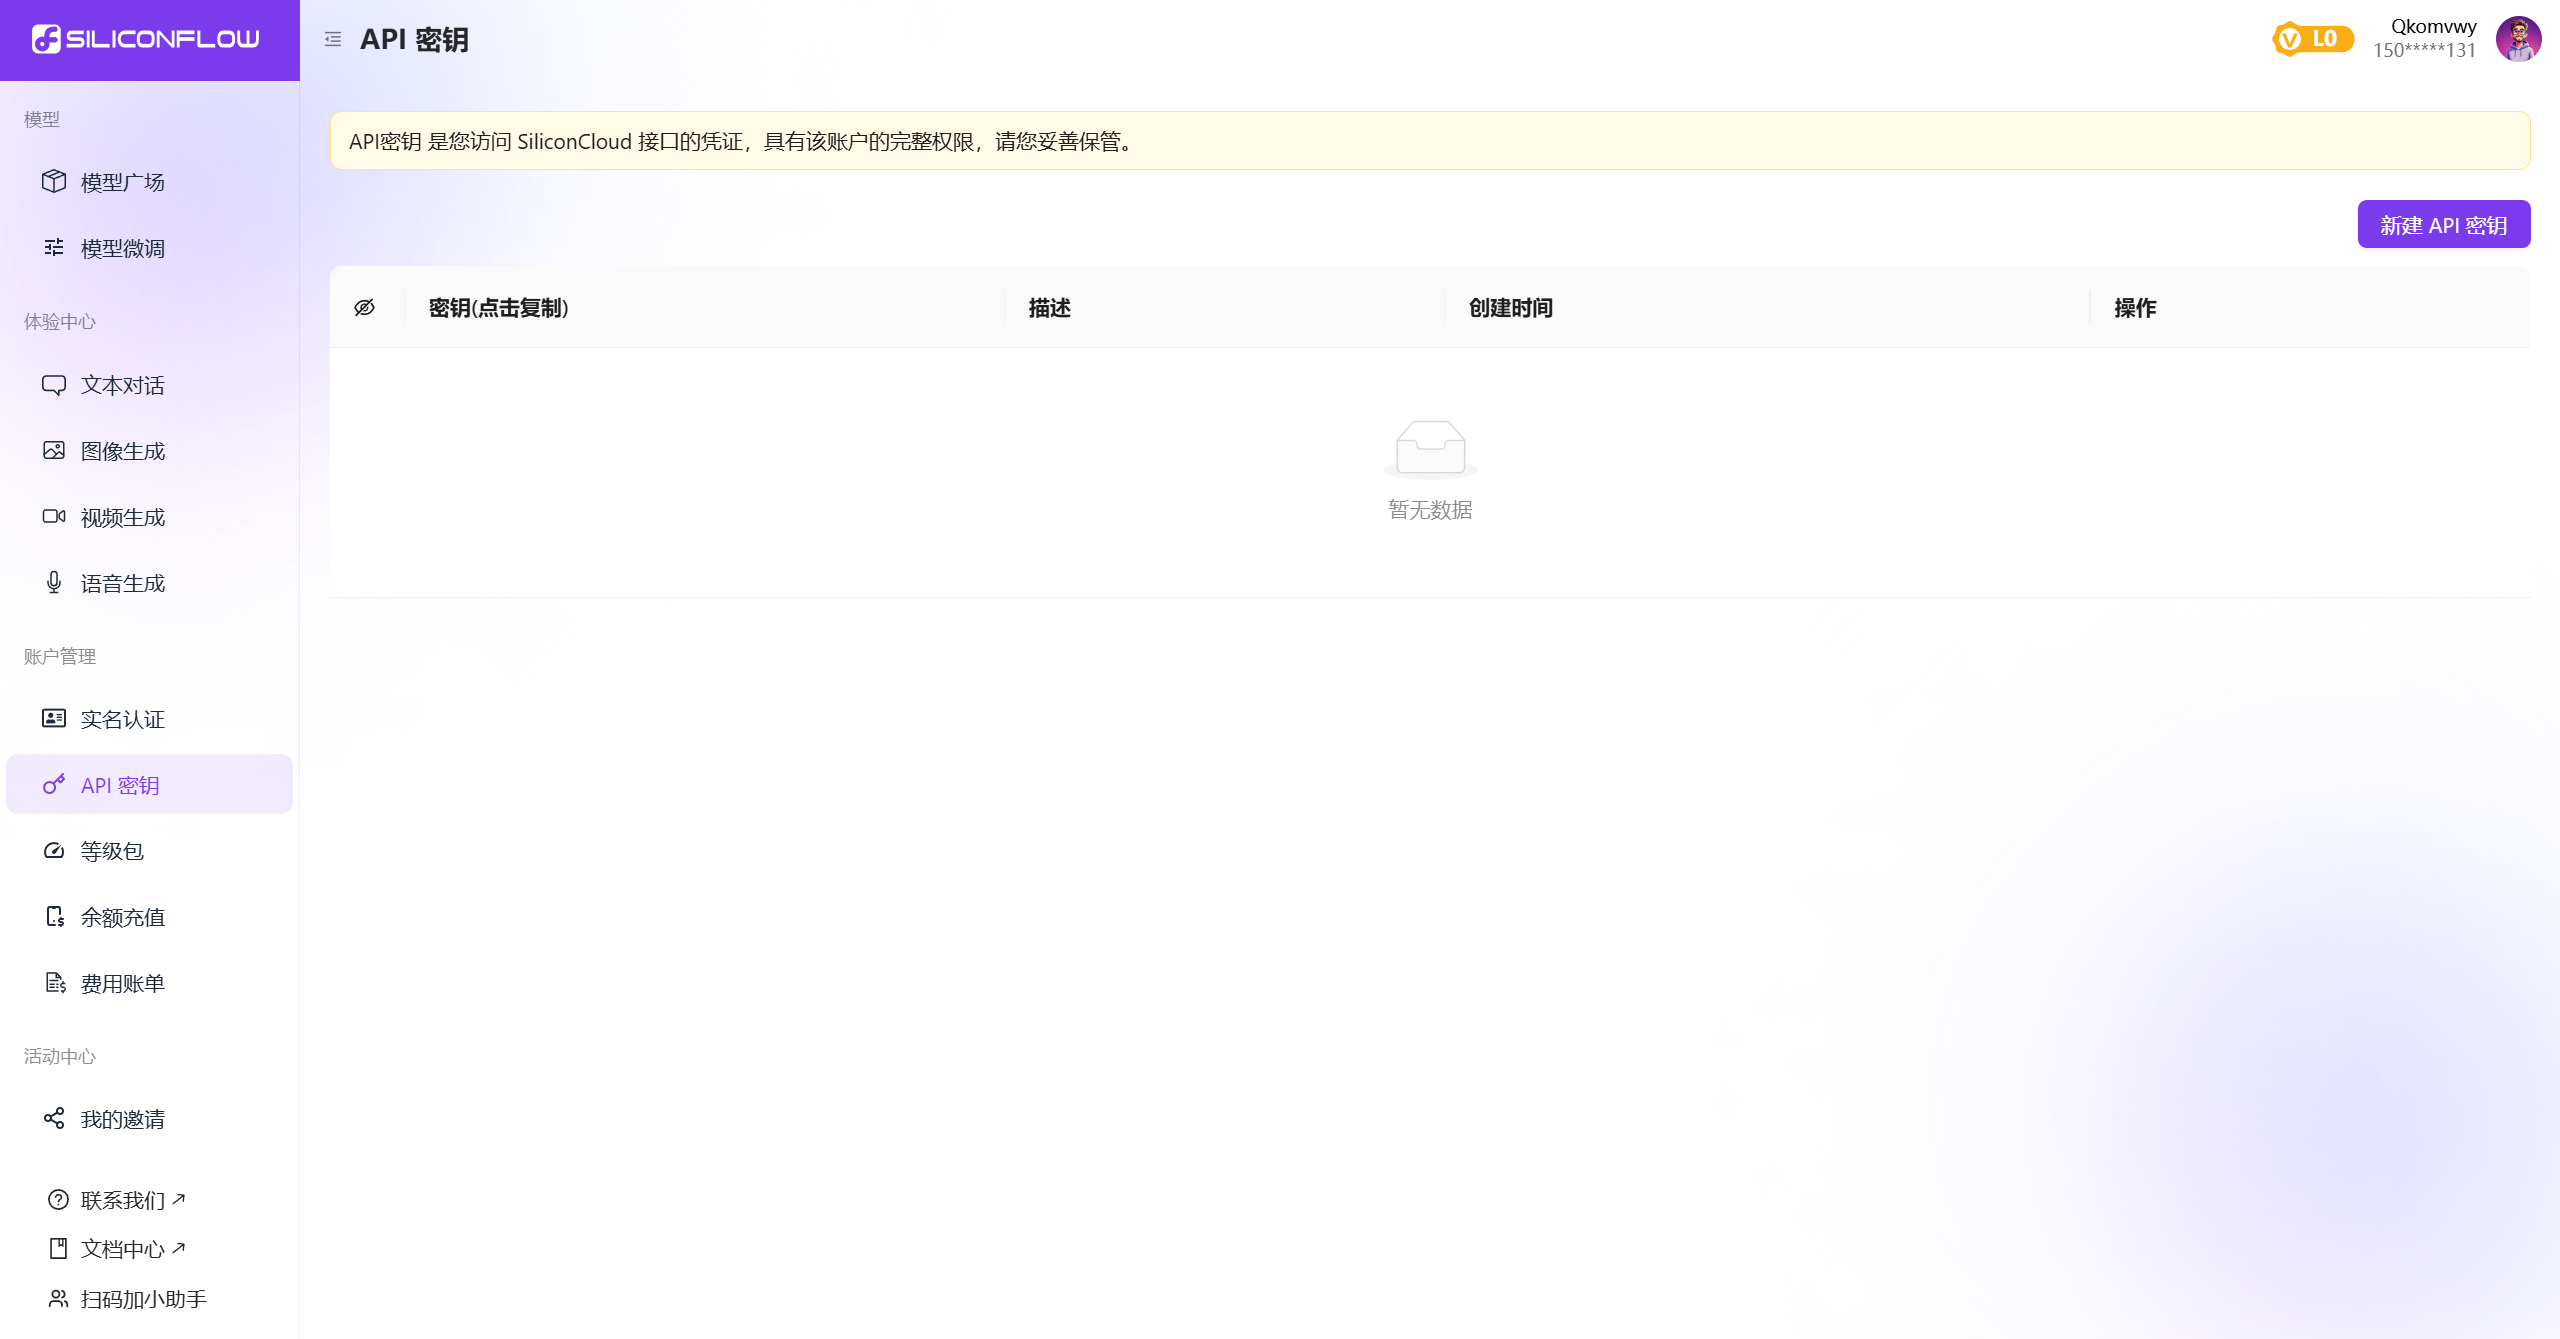 SILICONFLOW
API 密钥
L0
Qkomvwy
150*****131
模型
模型广场
模型微调
体验中心
文本对话
图像生成
视频生成
语音生成
账户管理
实名认证
API 密钥
等级包
余额充值
费用账单
活动中心
我的邀请
联系我们
文档中心
扫码加小助手
API密钥 是您访问 SiliconCloud 接口的凭证，具有该账户的完整权限，请您妥善保管。
新建 API 密钥
密钥(点击复制) 描述 创建时间 操作
暂无数据